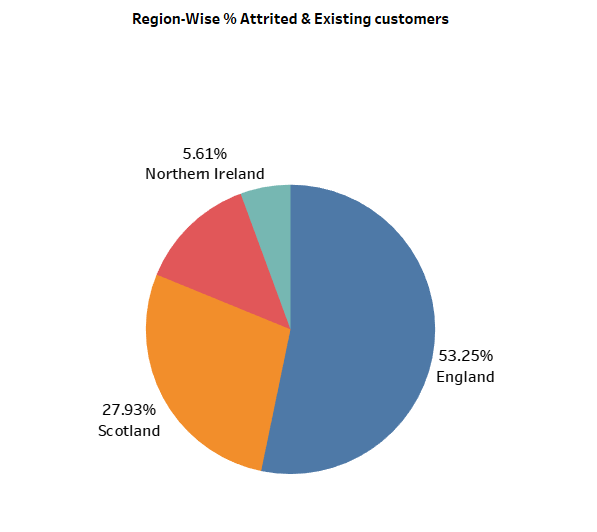 Region-Wise % Attrited & Existing customers
5.61%
Northern Ireland
53.25%
England
27.93%
Scotland